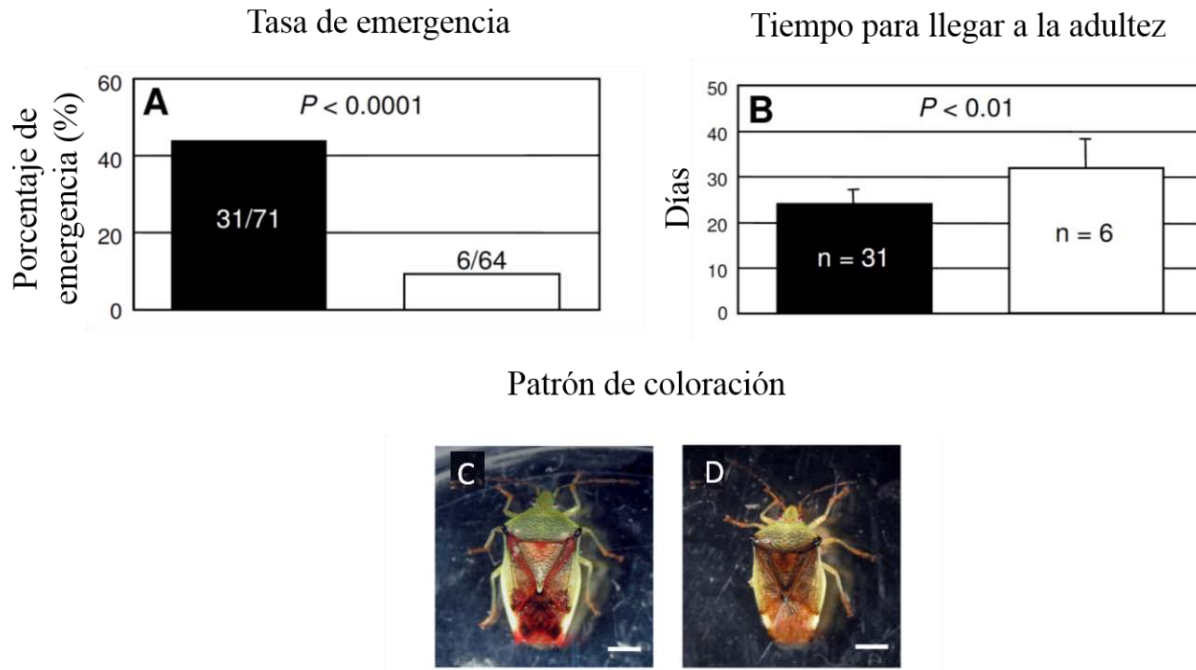 Tasa de emergencia
Tiempo para llegar a la adultez
Porcentaje de
emergencia (%)
60
40
20
0
A
P < 0.0001
31/71
6/64
Días
50
40
30
20
10
0
B
P < 0.01
n = 31
n = 6
Patrón de coloración
C
D